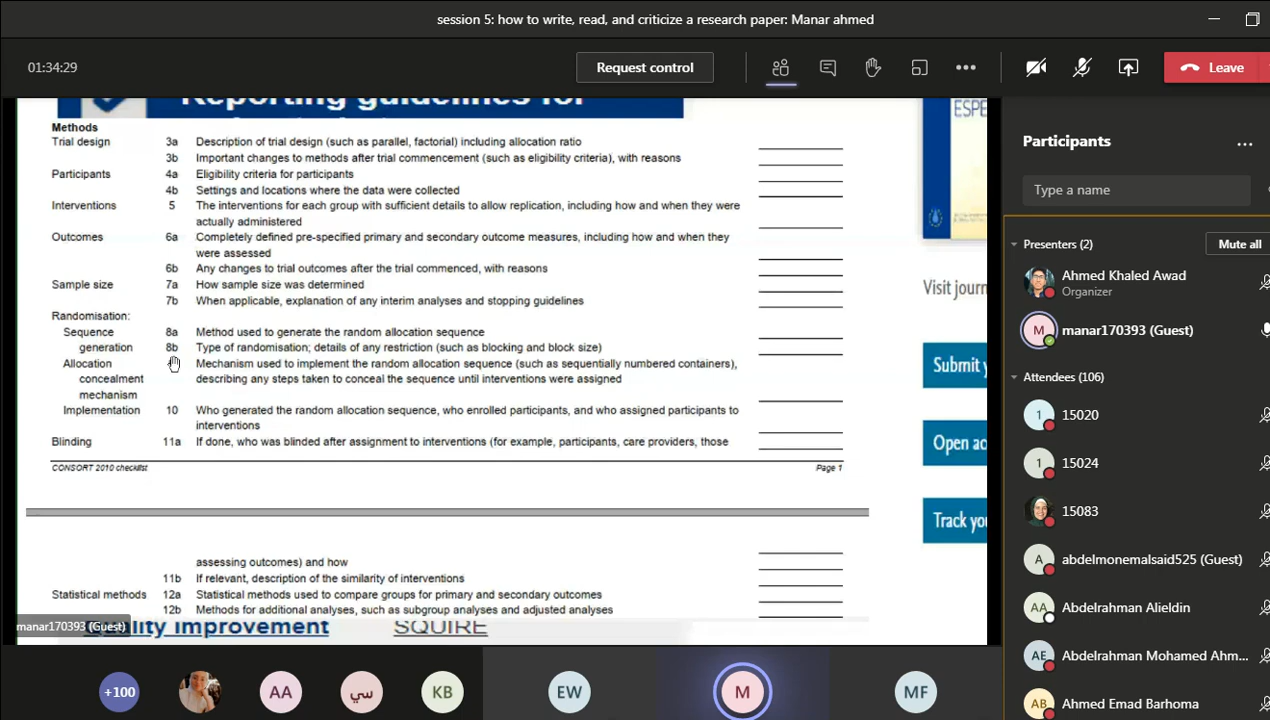 session 5: how to write, read, and criticize a research paper: Manar ahmed
01:34:29
Request control
Leave
Reporting guidelines for
Methods
Trial design 3a Description of trial design (such as parallel, factorial) including allocation ratio
3b Important changes to methods after trial commencement (such as eligibility criteria), with reasons
Participants 4a Eligibility criteria for participants
4b Settings and locations where the data were collected
Interventions 5 The interventions for each group with sufficient details to allow replication, including how and when they were
actually administered
Outcomes 6a Completely defined pre-specified primary and secondary outcome measures, including how and when they
were assessed
6b Any changes to trial outcomes after the trial commenced, with reasons
Sample size 7a How sample size was determined
7b When applicable, explanation of any interim analyses and stopping guidelines
Randomisation:
Sequence 8a Method used to generate the random allocation sequence
generation 8b Type of randomisation; details of any restriction (such as blocking and block size)
Allocation Mechanism used to implement the random allocation sequence (such as sequentially numbered containers),
concealment describing any steps taken to conceal the sequence until interventions were assigned
mechanism
Implementation 10 Who generated the random allocation sequence, who enrolled participants, and who assigned participants to
interventions
Blinding 11a If done, who was blinded after assignment to interventions (for example, participants, care providers, those
CONSORT 2010 checklist Page 1
assessing outcomes) and how
11b If relevant, description of the similarity of interventions
Statistical methods 12a Statistical methods used to compare groups for primary and secondary outcomes
12b Methods for additional analyses, such as subgroup analyses and adjusted analyses
manar170393 (Guest)
Quality improvement SQUIRE
ESPE
Visit journ
Submit y
Open ac
Track yo
Participants
Type a name
Presenters (2)
Mute all
Ahmed Khaled Awad
Organizer
manar170393 (Guest)
Attendees (106)
1 15020
1 15024
15083
A abdelmonemalsaid525 (Guest)
AA Abdelrahman Alieldin
AE Abdelrahman Mohamed Ahm...
AB Ahmed Emad Barhoma
M
+100
AA
سي
KB
EW
M
MF